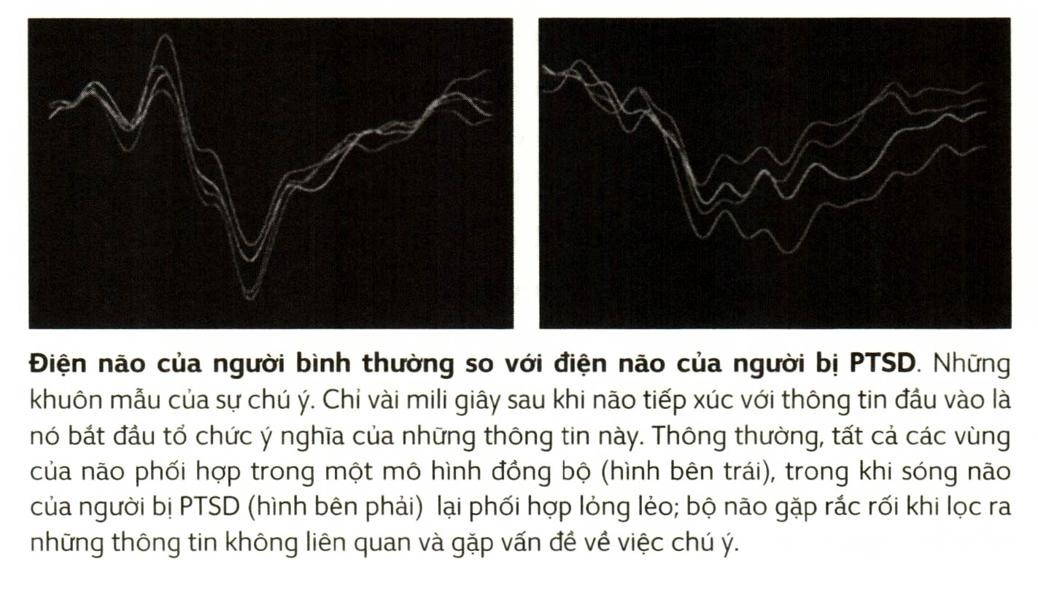 Điện não của người bình thường so với điện não của người bị PTSD. Những
khuôn mẫu của sự chú ý. Chỉ vài mili giây sau khi não tiếp xúc với thông tin đầu vào là
nó bắt đầu tổ chức ý nghĩa của những thông tin này. Thông thường, tất cả các vùng
của não phối hợp trong một mô hình đồng bộ (hình bên trái), trong khi sóng não
của người bị PTSD (hình bên phải) lại phối hợp lỏng lẻo; bộ não gặp rắc rối khi lọc ra
những thông tin không liên quan và gặp vấn đề về việc chú ý.